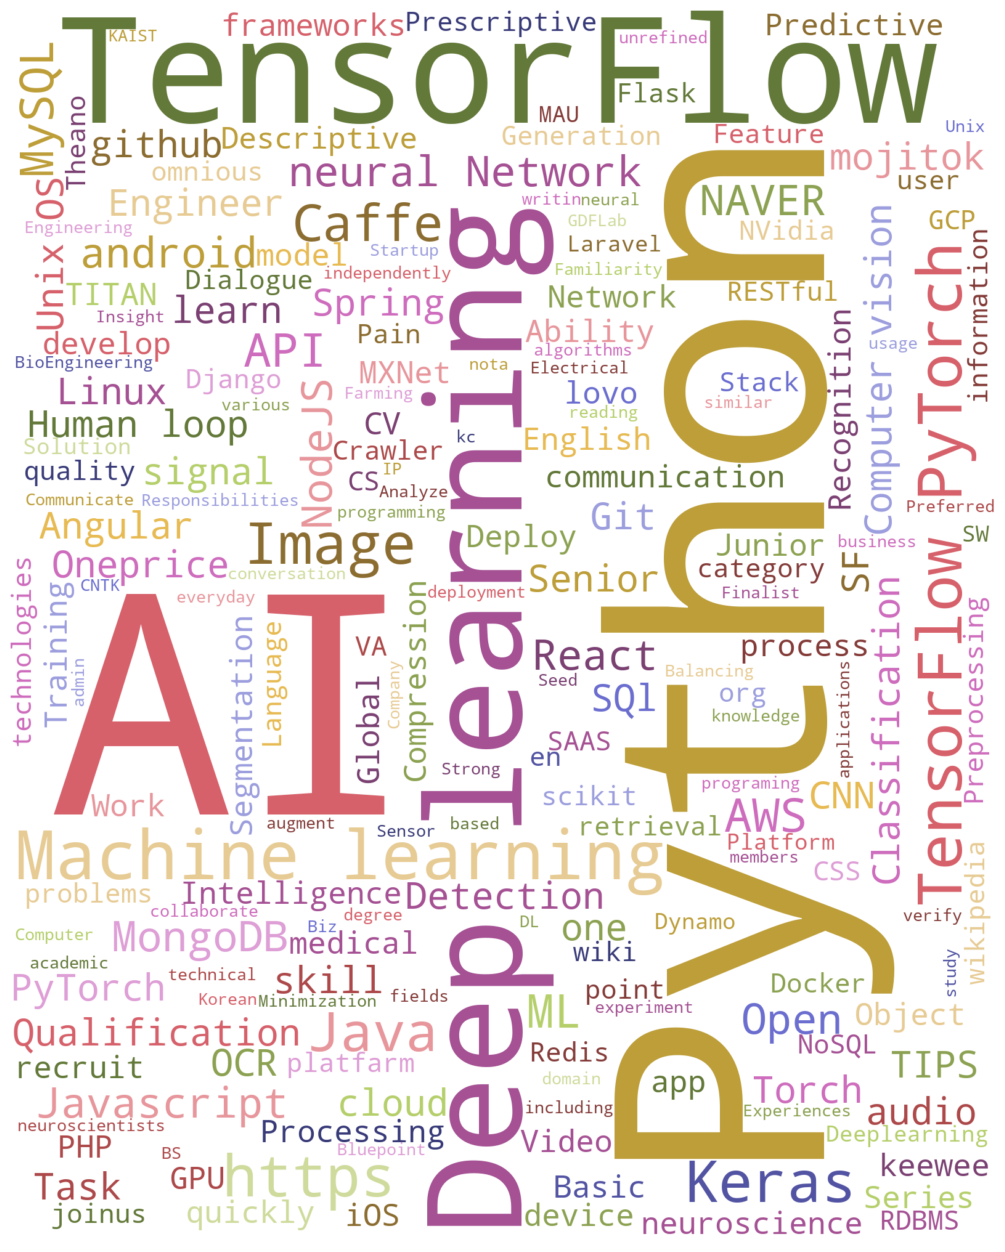 TensorFlow
KAIST
frameworks
Prescriptive
unrefined
Predictive
MySQL
Theano
Flask
MAU
github
Descriptive
Generation
Feature
Unix
omnious
neural
Network
mojitok
user
OS
Engineer
writin
neural
NAVER
Engineering
Caffe
GDFLab
NVidia
GCP
android
model
Startup
Laravel
Unix
TITAN
Dialogue
independently
Familiarity
Insight
learn
Spring
Network
RESTful
information
develop
API
Pain
Ability
algorithms
usage
BioEngineering
Django
MXNet
nota
Electrical
Linux
various
Farming
lovo
Stack
similar
reading
Human loop
NodeJS
CV
Crawler
kc
English
Recognition
Computer vision
PyTorch
Solution
quality
signal
CS
IP
Analyze
communication
Communicate
Responsibilities
programming
Preferred
Angular
Image
Deploy
Git
Junior
business
SW
Oneprice
conversation
Senior
category
SF
CNTK
everyday
deployment
Finalist
technologies
Training
admin
AI
Segmentation
Language
VA
Global
Company
Compression
Deep learning
Python
React
Seed
Balancing
process
SQl
org
knowledge
applications
Classification
TensorFlow
Preprocessing
SAAS
en
Strong
programing
Work
scikit
CNN
augment
Sensor
based
retrieval
AWS
Platform
members
Machine learning
CSS
problems
Intelligence
Detection
wikipedia
collaborate
degree
verify
Computer
MongoDB
Biz
medical
DL
one
Dynamo
wiki
academic
technical
skill
study
PyTorch
Korean
Minimization
fields
point
experiment
Docker
Qualification
Java
ML
Open
Object
NoSQL
recruit
OCR
platfarm
Redis
TIPS
domain
app
Torch
Javascript
cloud
including
Experiences
audio
neuroscientists
Processing
Video
Deeplearning
PHP
BS
Bluepoint
keewee
Task
GPU
https
Basic
Keras
Series
joinus
quickly
iOS
device
neuroscience
RDBMS